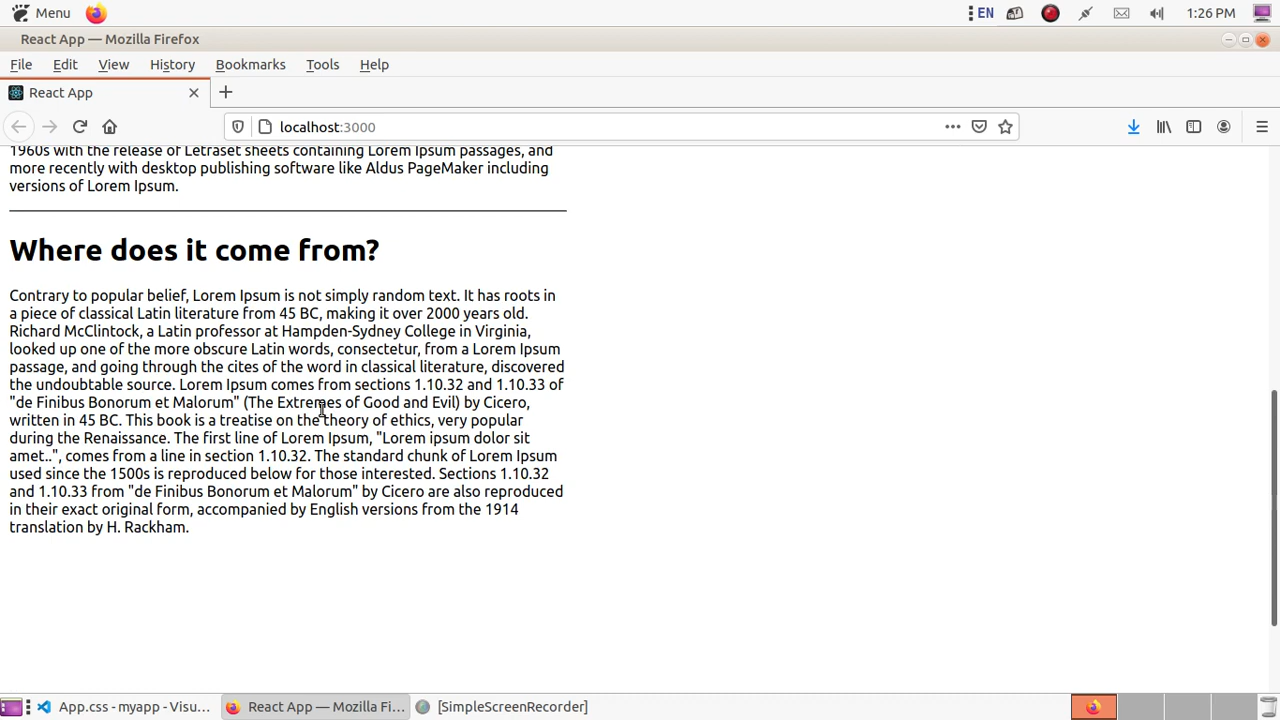 Menu
EN
1:26 PM
React App — Mozilla Firefox
File Edit View History Bookmarks Tools Help
React App
localhost:3000
1960s with the release of Letraset sheets containing Lorem Ipsum passages, and
more recently with desktop publishing software like Aldus PageMaker including
versions of Lorem Ipsum.
Where does it come from?
Contrary to popular belief, Lorem Ipsum is not simply random text. It has roots in
a piece of classical Latin literature from 45 BC, making it over 2000 years old.
Richard McClintock, a Latin professor at Hampden-Sydney College in Virginia,
looked up one of the more obscure Latin words, consectetur, from a Lorem Ipsum
passage, and going through the cites of the word in classical literature, discovered
the undoubtable source. Lorem Ipsum comes from sections 1.10.32 and 1.10.33 of
"de Finibus Bonorum et Malorum" (The Extremes of Good and Evil) by Cicero,
written in 45 BC. This book is a treatise on the theory of ethics, very popular
during the Renaissance. The first line of Lorem Ipsum, "Lorem ipsum dolor sit
amet..", comes from a line in section 1.10.32. The standard chunk of Lorem Ipsum
used since the 1500s is reproduced below for those interested. Sections 1.10.32
and 1.10.33 from "de Finibus Bonorum et Malorum" by Cicero are also reproduced
in their exact original form, accompanied by English versions from the 1914
translation by H. Rackham.
App.css - myapp - Visu...
React App — Mozilla Fi...
[SimpleScreenRecorder]